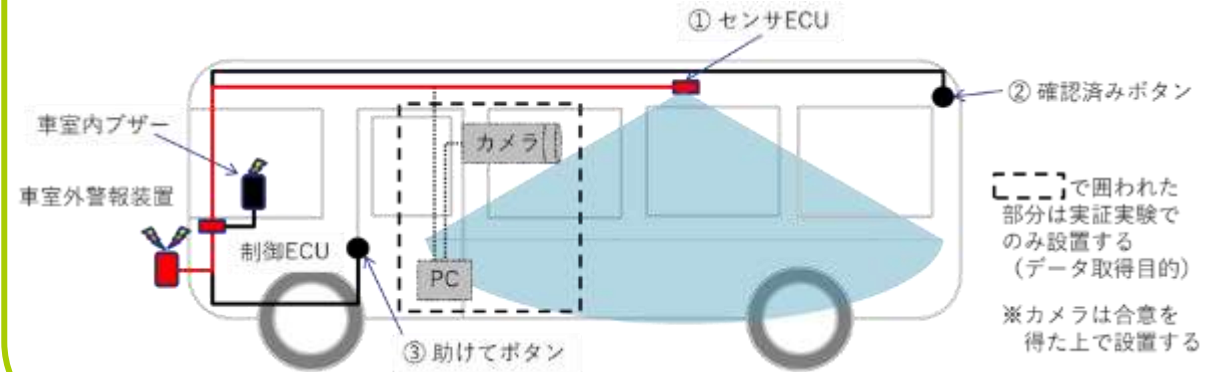 ① センサECU
② 確認済みボタン
車室内ブザー
カメラ
車室外警報装置
で囲われた
部分は実証実験で
のみ設置する
(データ取得目的)
制御ECU
PC
※カメラは合意を
得た上で設置する
③ 助けてボタン